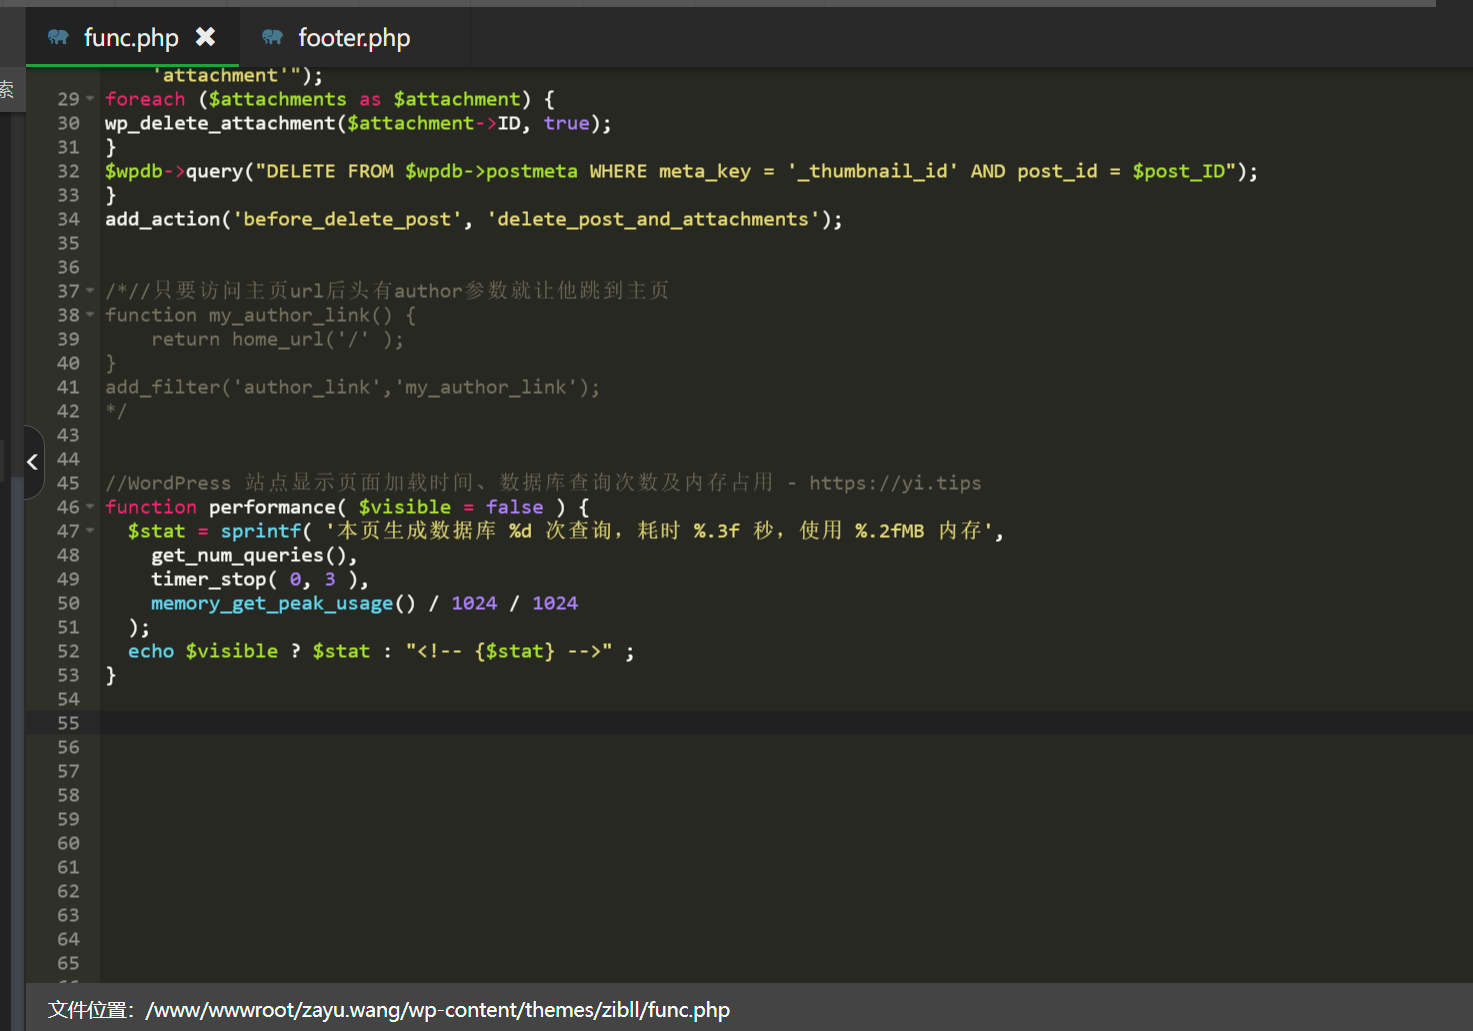 func.php
footer.php
索
'attachment'");
29 foreach ($attachments as $attachment) {
30 wp_delete_attachment($attachment->ID, true);
31 }
32 $wpdb->query("DELETE FROM $wpdb->postmeta WHERE meta_key = '_thumbnail_id' AND post_id = $post_ID");
33 }
34 add_action('before_delete_post', 'delete_post_and_attachments');
35
36
37 /*//只要访问主页url后头有author参数就让他跳到主页
38 function my_author_link() {
39 return home_url('/' );
40 }
41 add_filter('author_link','my_author_link');
42 */
43
44
45 //WordPress 站点显示页面加载时间、数据库查询次数及内存占用 - https://yi.tips
46 function performance( $visible = false ) {
47 $stat = sprintf( '本页生成数据库 %d 次查询，耗时 %.3f 秒，使用 %.2fMB 内存',
48 get_num_queries(),
49 timer_stop( 0, 3 ),
50 memory_get_peak_usage() / 1024 / 1024
51 );
52 echo $visible ? $stat : "<!-- {$stat} -->" ;
53 }
54
55
56
57
58
59
60
61
62
63
64
65
文件位置：/www/wwwroot/zayu.wang/wp-content/themes/zibll/func.php